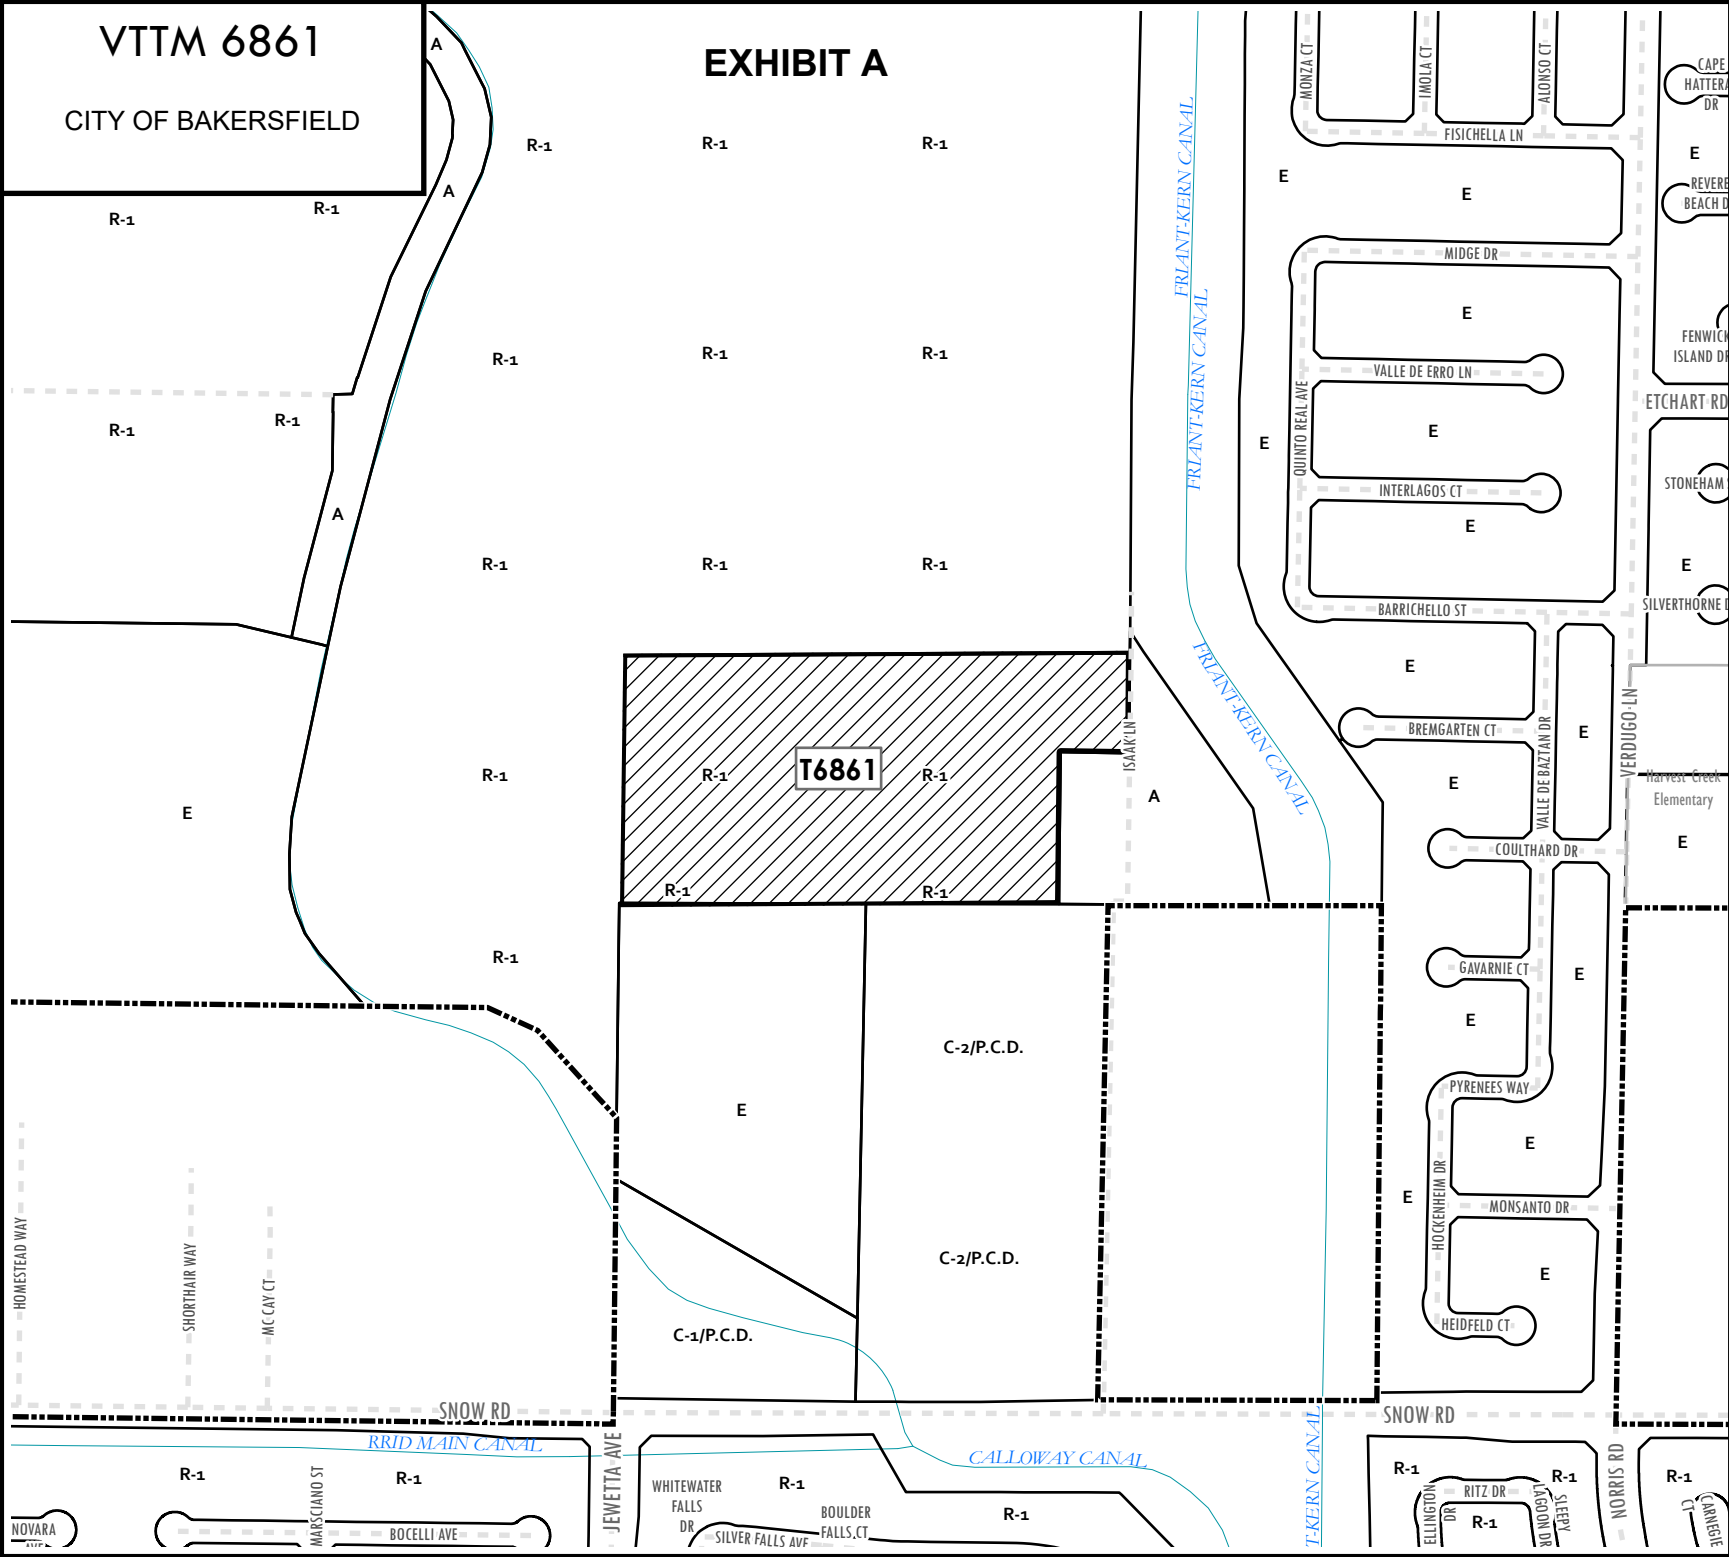 VTTM 6861
CITY OF BAKERSFIELD
EXHIBIT A
A
A
A
R-1
R-1
R-1
R-1
R-1
R-1
R-1
R-1
R-1
R-1
R-1
R-1
R-1
FRIANT-KERN CANAL
FRIANT-KERN CANAL
FRIANT-KERN CANAL
MONZA CT
IMOLA CT
ALONSO CT
FISICHELLA LN
CAPE
HATTERA
DR
E
REVERE
BEACH D
E
E
MIDGE DR
E
FENWICK
ISLAND DR
VALLE DE ERRO LN
QUINTO REAL AVE
ETCHART RD
E
E
STONEHAM
INTERLAGOS CT
E
E
BARRICHELLO ST
SILVERTHORNE D
E
VERDUGO LN
BREMGARTEN CT
VALLE DE BAZTAN DR
E
Harvest Creek
Elementary
E
E
COULTHARD DR
GAVARNIE CT
E
E
PYRENEES WAY
E
HOCKENHEIM DR
E
MONSANTO DR
E
HEIDFELD CT
R-1
T6861
R-1
R-1
R-1
R-1
ISAAK LN
A
E
R-1
C-2/P.C.D.
E
C-2/P.C.D.
C-1/P.C.D.
HOMESTEAD WAY
SHORTHAIR WAY
MC CAY CT
SNOW RD
SNOW RD
RRID MAIN CANAL
CALLOWAY CANAL
T-KERN CANAL
JEWETTA AVE
NORRIS RD
R-1
R-1
MARSCIANO ST
NOVARA
AVE
BOCELLI AVE
WHITEWATER
FALLS
DR
R-1
BOULDER
FALLS CT
SILVER FALLS AVE
R-1
R-1
ELLINGTON
DR
RITZ DR
R-1
R-1
SLEEPY
LAGOON DR
R-1
CARNEGIE
CT